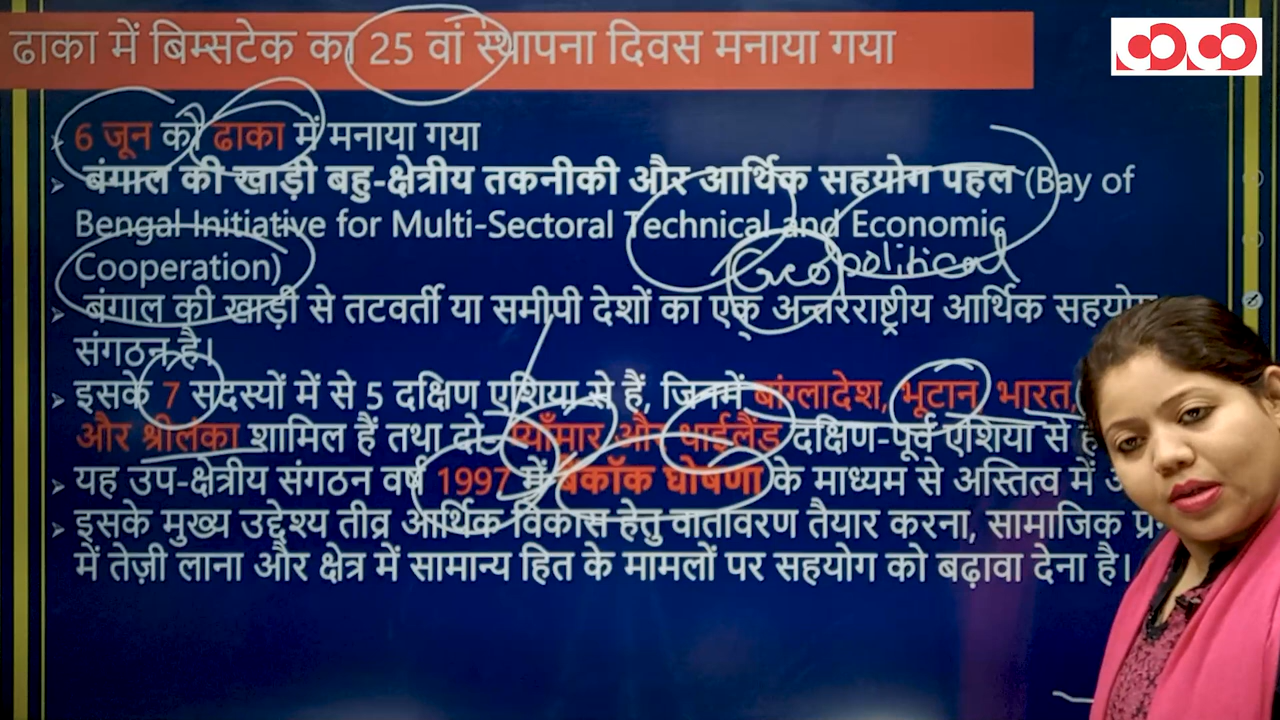 ढाका में बिम्सटेक का 25 वां स्थापना दिवस मनाया गया
6 जून को ढाका में मनाया गया
बंगाल की खाड़ी बहु-क्षेत्रीय तकनीकी और आर्थिक सहयोग पहल (Bay of
Bengal Initiative for Multi-Sectoral Technical and Economic
Cooperation)
Geopolitical
बंगाल की खाड़ी से तटवर्ती या समीपी देशों का एक अन्तरराष्ट्रीय आर्थिक सहयोग
संगठन है।
इसके 7 सदस्यों में से 5 दक्षिण एशिया से हैं, जिनमें बांग्लादेश, भूटान, भारत,
और श्रीलंका शामिल हैं तथा दो- म्याँमार और थाईलैंड दक्षिण-पूर्व एशिया से
यह उप-क्षेत्रीय संगठन वर्ष 1997 में बैंकॉक घोषणा के माध्यम से अस्तित्व में
इसके मुख्य उद्देश्य तीव्र आर्थिक विकास हेतु वातावरण तैयार करना, सामाजिक
में तेज़ी लाना और क्षेत्र में सामान्य हित के मामलों पर सहयोग को बढ़ावा देना है।